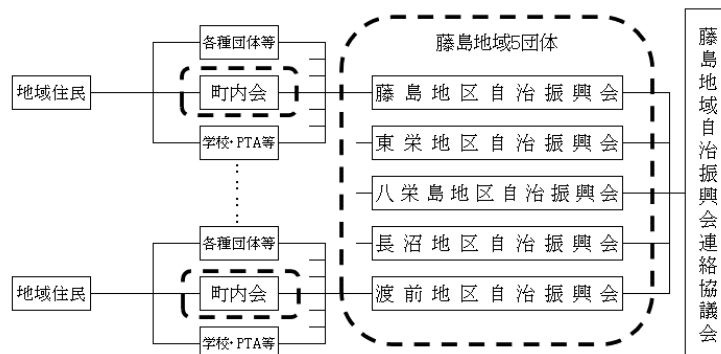 各種団体等
地域住民
町内会
学校・PTA等
各種団体等
地域住民
町内会
学校・PTA等
藤島地域5団体
藤島地区自治振興会
東栄地区自治振興会
八栄島地区自治振興会
長沼地区自治振興会
渡前地区自治振興会
藤島地域自治振興会連絡協議会